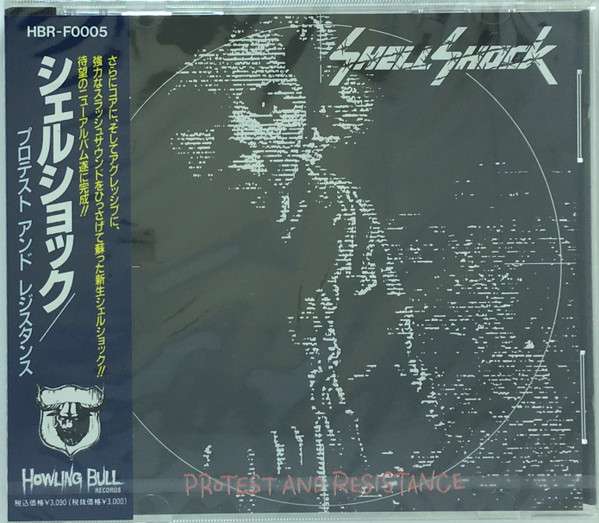 HBR-F0005
シェルショック/
プロテスト アンド レジスタンス
さらにコアに、そしてアグレッシブに、
強力なスラッシュサウンドをひっさげて蘇った新生シェルショック!!
待望のニューアルバム遂に完成!!
HOWLING BULL
RECORDS
税込価格¥3,090(税抜価格¥3,000)
SHELLSHOCK
PROTEST AND RESISTANCE